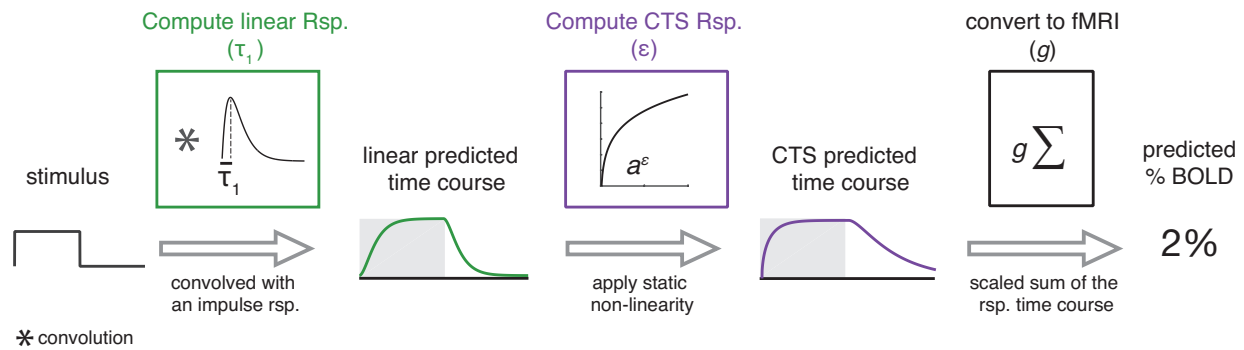 Compute linear Rsp.
(τ₁)
Compute CTS Rsp.
(ε)
convert to fMRI
(g)
*
τ̄₁
aᵋ
g∑
stimulus
linear predicted
time course
CTS predicted
time course
predicted
% BOLD
2%
convolved with
an impulse rsp.
apply static
non-linearity
scaled sum of the
rsp. time course
* convolution